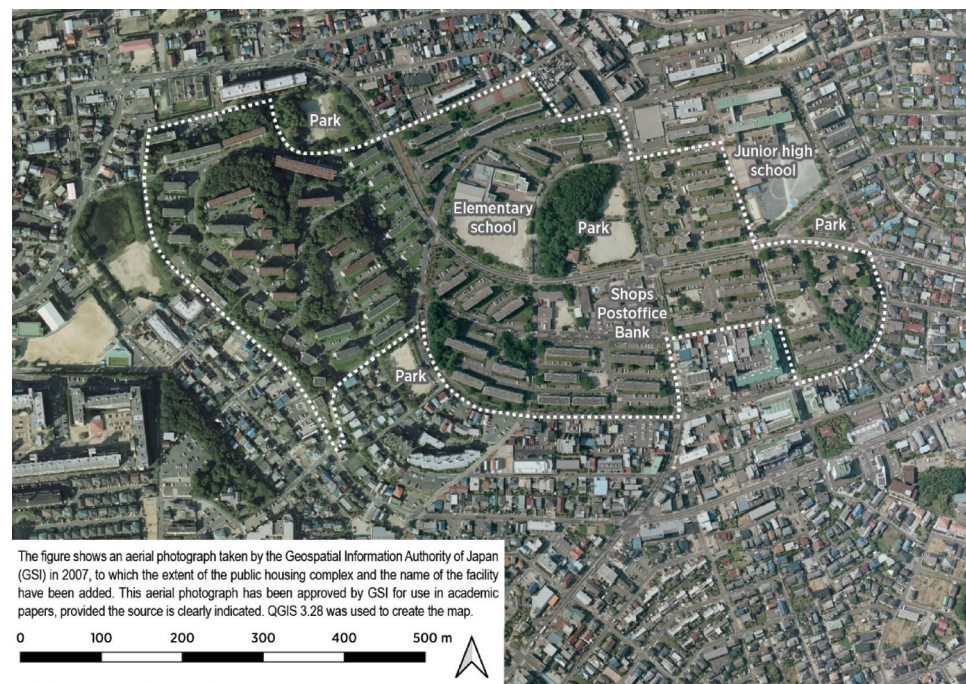 Park
Junior high
school
Elementary
school
Park
Park
Shops
Postoffice
Bank
Park
The figure shows an aerial photograph taken by the Geospatial Information Authority of Japan
(GSI) in 2007, to which the extent of the public housing complex and the name of the facility
have been added. This aerial photograph has been approved by GSI for use in academic
papers, provided the source is clearly indicated. QGIS 3.28 was used to create the map.
0 100 200 300 400 500 m